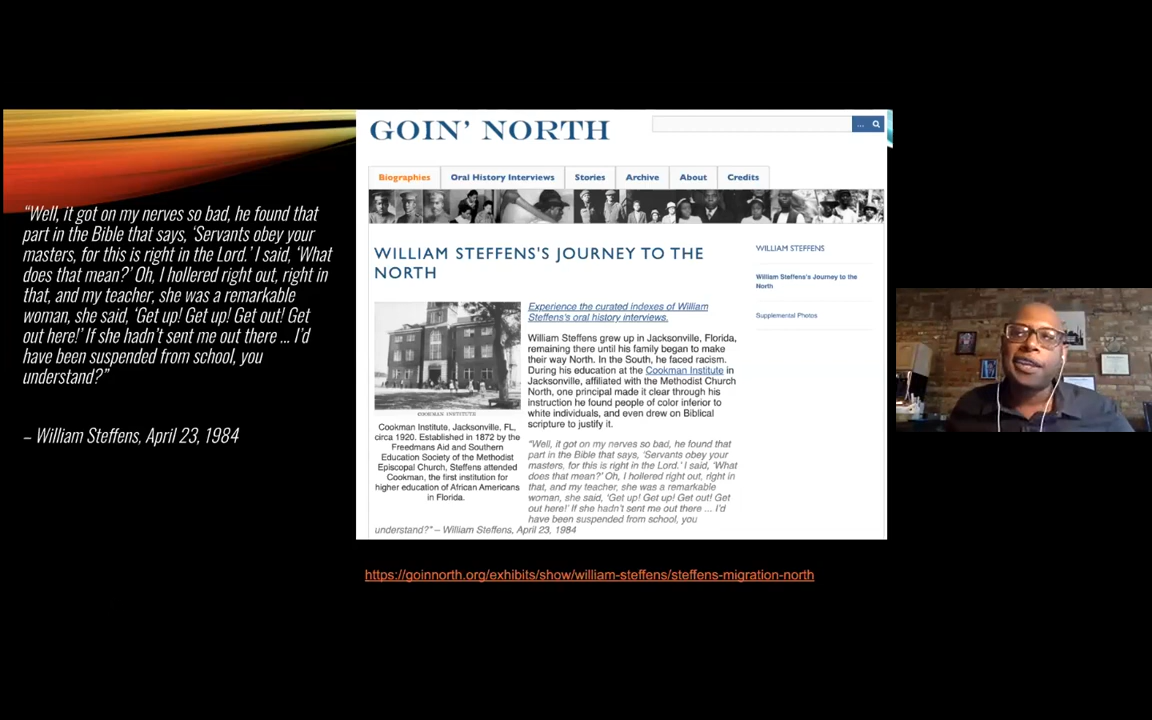 “Well, it got on my nerves so bad, he found that
part in the Bible that says, ‘Servants obey your
masters, for this is right in the Lord.’ I said, ‘What
does that mean?’ Oh, I hollered right out, right in
that, and my teacher, she was a remarkable
woman, she said, ‘Get up! Get up! Get out! Get
out here!’ If she hadn’t sent me out there ... I’d
have been suspended from school, you
understand?”
– William Steffens, April 23, 1984
GOIN’ NORTH
...
Biographies
Oral History Interviews
Stories
Archive
About
Credits
WILLIAM STEFFENS'S JOURNEY TO THE
NORTH
COOKMAN INSTITUTE
Cookman Institute, Jacksonville, FL,
circa 1920. Established in 1872 by the
Freedmans Aid and Southern
Education Society of the Methodist
Episcopal Church, Steffens attended
Cookman, the first institution for
higher education of African Americans
in Florida.
Experience the curated indexes of William
Steffens's oral history interviews.
William Steffens grew up in Jacksonville, Florida,
remaining there until his family began to make
their way North. In the South, he faced racism.
During his education at the Cookman Institute in
Jacksonville, affiliated with the Methodist Church
North, one principal made it clear through his
instruction he found people of color inferior to
white individuals, and even drew on Biblical
scripture to justify it.
“Well, it got on my nerves so bad, he found that
part in the Bible that says, ‘Servants obey your
masters, for this is right in the Lord.’ I said, ‘What
does that mean?’ Oh, I hollered right out, right in
that, and my teacher, she was a remarkable
woman, she said, ‘Get up! Get up! Get out! Get
out here!’ If she hadn’t sent me out there ... I’d
have been suspended from school, you
understand?” – William Steffens, April 23, 1984
WILLIAM STEFFENS
William Steffens's Journey to the
North
Supplemental Photos
https://goinnorth.org/exhibits/show/william-steffens/steffens-migration-north